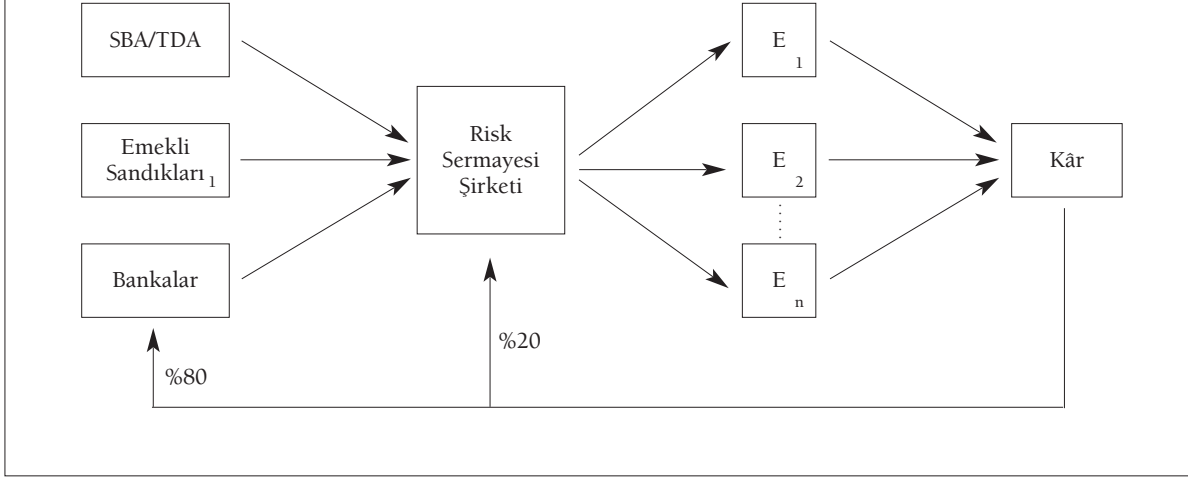 SBA/TDA
Emekli
Sandıkları 1
Bankalar
%80
Risk
Sermayesi
Şirketi
%20
E 1
E 2
E n
Kâr